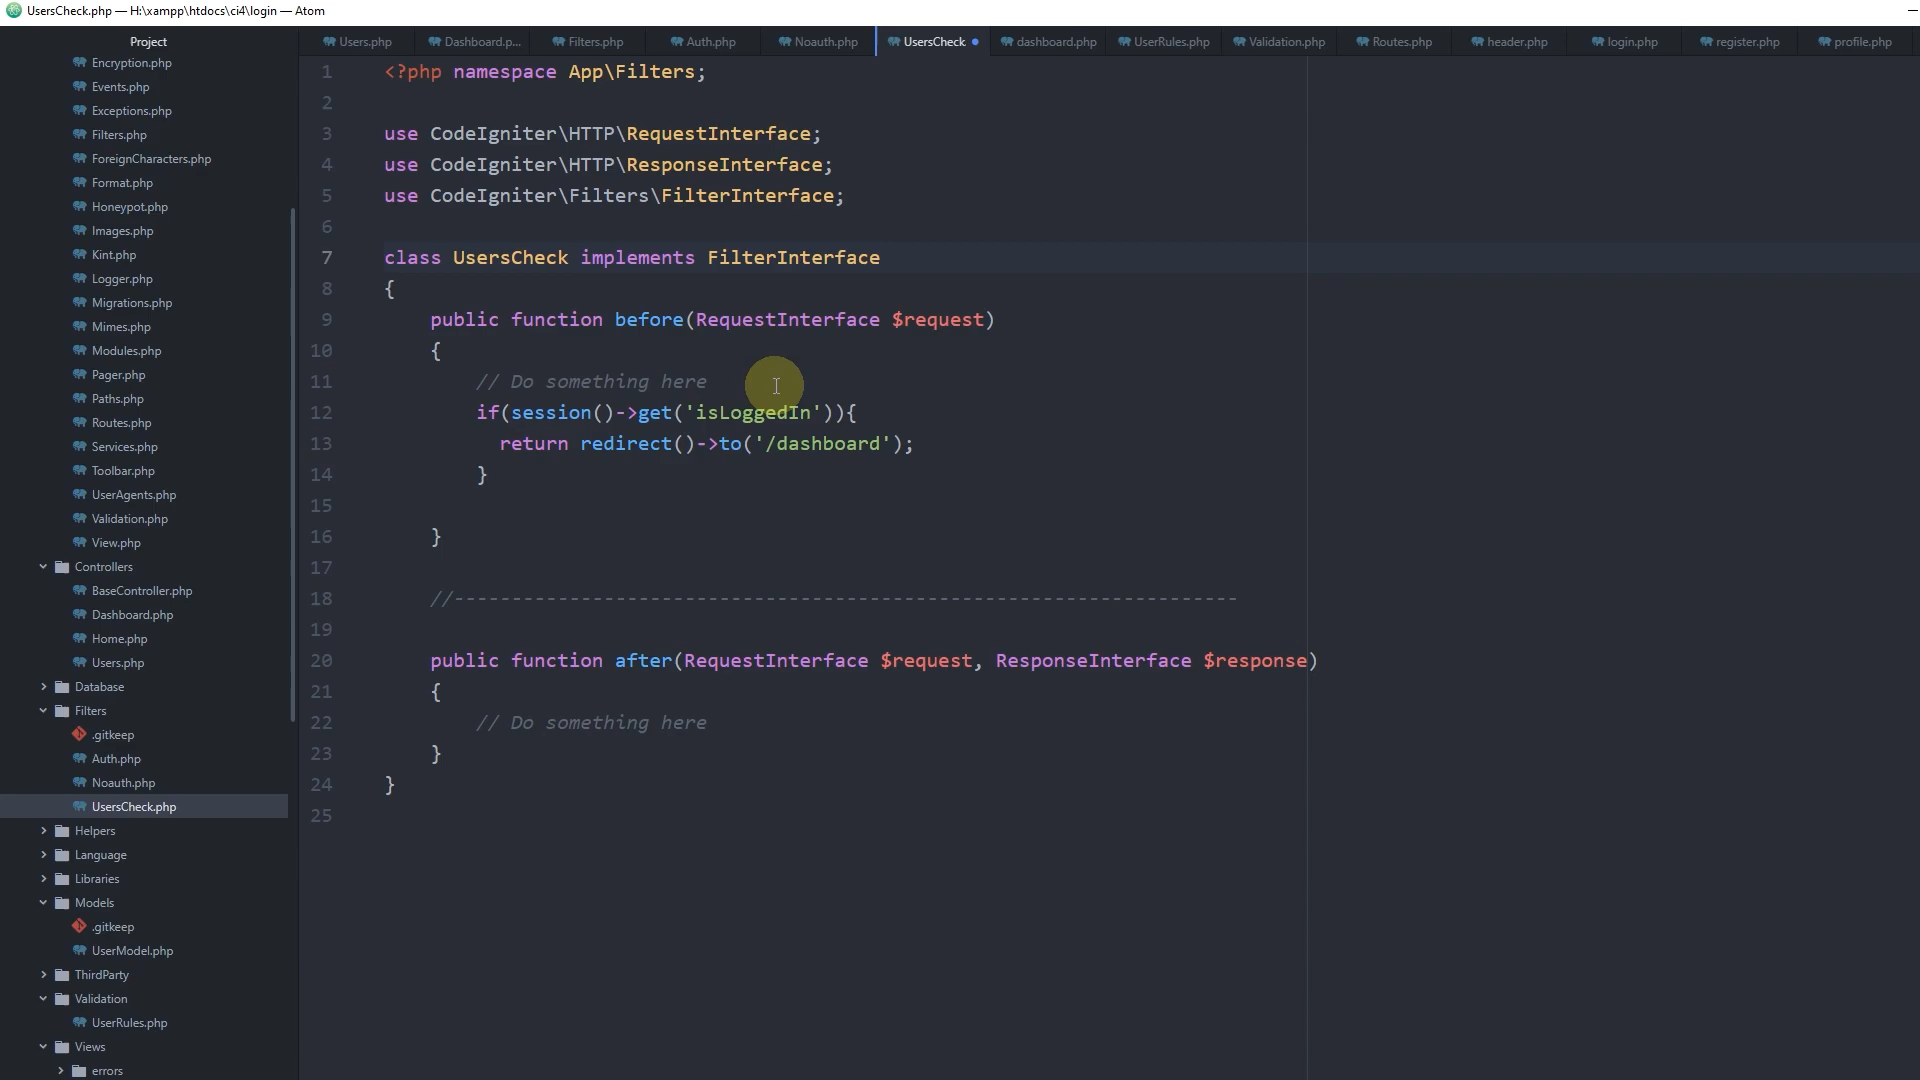 UsersCheck.php — H:\xampp\htdocs\ci4\login — Atom
Project
Encryption.php
Events.php
Exceptions.php
Filters.php
ForeignCharacters.php
Format.php
Honeypot.php
Images.php
Kint.php
Logger.php
Migrations.php
Mimes.php
Modules.php
Pager.php
Paths.php
Routes.php
Services.php
Toolbar.php
UserAgents.php
Validation.php
View.php
Controllers
BaseController.php
Dashboard.php
Home.php
Users.php
Database
Filters
.gitkeep
Auth.php
Noauth.php
UsersCheck.php
Helpers
Language
Libraries
Models
.gitkeep
UserModel.php
ThirdParty
Validation
UserRules.php
Views
errors
Users.php Dashboard.p... Filters.php Auth.php Noauth.php UsersCheck dashboard.php UserRules.php Validation.php Routes.php header.php login.php register.php profile.php
1 <?php namespace App\Filters;
2
3 use CodeIgniter\HTTP\RequestInterface;
4 use CodeIgniter\HTTP\ResponseInterface;
5 use CodeIgniter\Filters\FilterInterface;
6
7 class UsersCheck implements FilterInterface
8 {
9 public function before(RequestInterface $request)
10 {
11 // Do something here
12 if(session()->get('isLoggedIn')){
13 return redirect()->to('/dashboard');
14 }
15
16 }
17
18 //--------------------------------------------------------------------
19
20 public function after(RequestInterface $request, ResponseInterface $response)
21 {
22 // Do something here
23 }
24 }
25